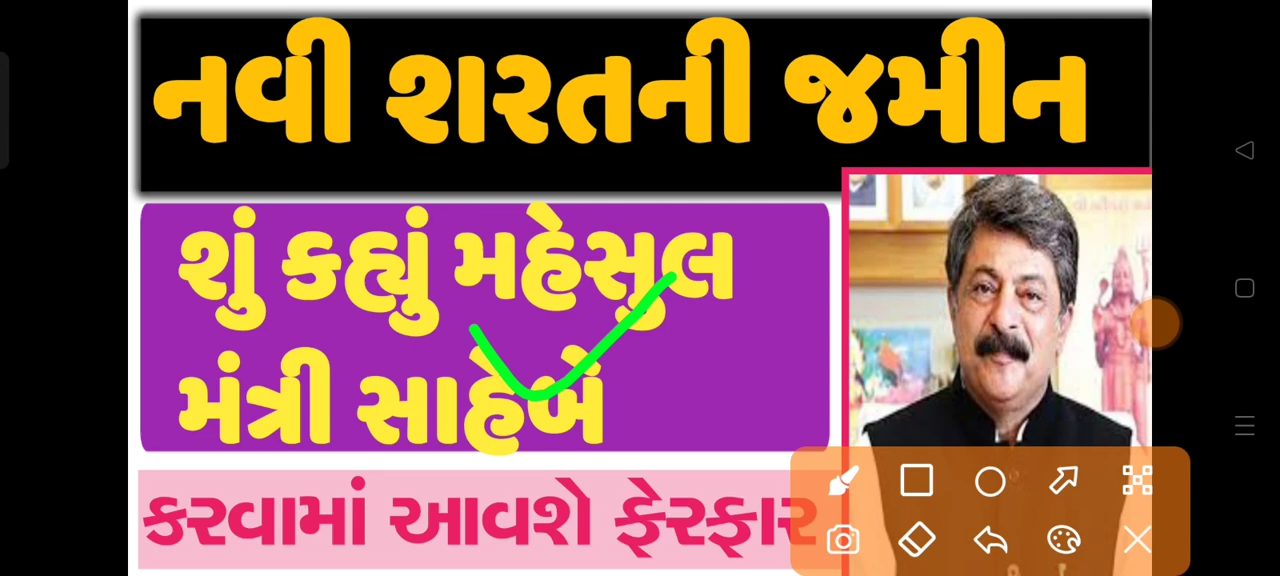 નવી શરતની જમીન
શું કહ્યું મહેસુલ
મંત્રી સાહેબે
કરવામાં આવશે ફેરફાર